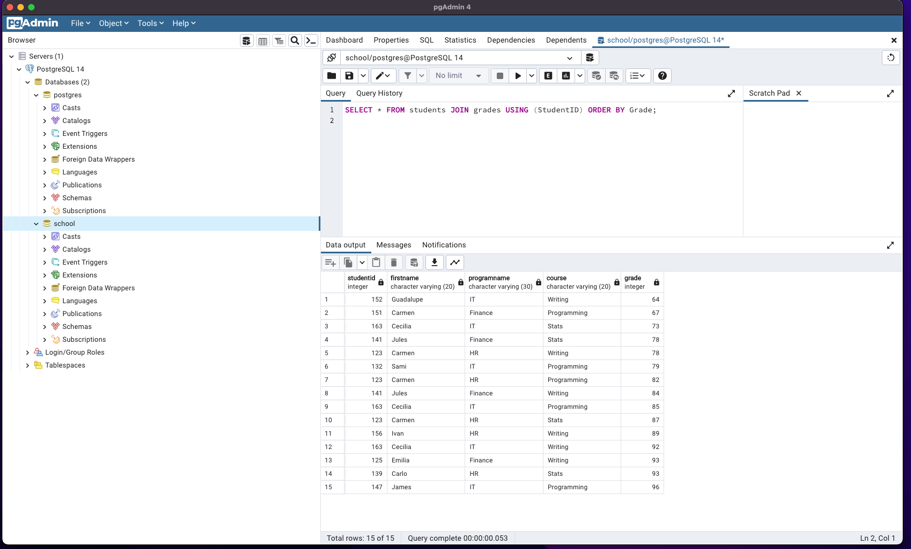 pgAdmin 4
pgAdmin File Object Tools Help
Browser
Dashboard Properties SQL Statistics Dependencies Dependents school/postgres@PostgreSQL 14*
Servers (1)
PostgreSQL 14
Databases (2)
postgres
Casts
Catalogs
Event Triggers
Extensions
Foreign Data Wrappers
Languages
Publications
Schemas
Subscriptions
school
Casts
Catalogs
Event Triggers
Extensions
Foreign Data Wrappers
Languages
Publications
Schemas
Subscriptions
Login/Group Roles
Tablespaces
school/postgres@PostgreSQL 14
No limit E
Query Query History
Scratch Pad
1 SELECT * FROM students JOIN grades USING (StudentID) ORDER BY Grade;
2
Data output Messages Notifications
studentid firstname programname course grade
integer character varying (20) character varying (30) character varying (20) integer
1 152 Guadalupe IT Writing 64
2 151 Carmen Finance Programming 67
3 163 Cecilia IT Stats 73
4 141 Jules Finance Stats 78
5 123 Carmen HR Writing 78
6 132 Sami IT Programming 79
7 123 Carmen HR Programming 82
8 141 Jules Finance Writing 84
9 163 Cecilia IT Programming 85
10 123 Carmen HR Stats 87
11 156 Ivan HR Writing 89
12 163 Cecilia IT Writing 92
13 125 Emilia Finance Writing 93
14 139 Carlo HR Stats 93
15 147 James IT Programming 96
Total rows: 15 of 15 Query complete 00:00:00.053 Ln 2, Col 1